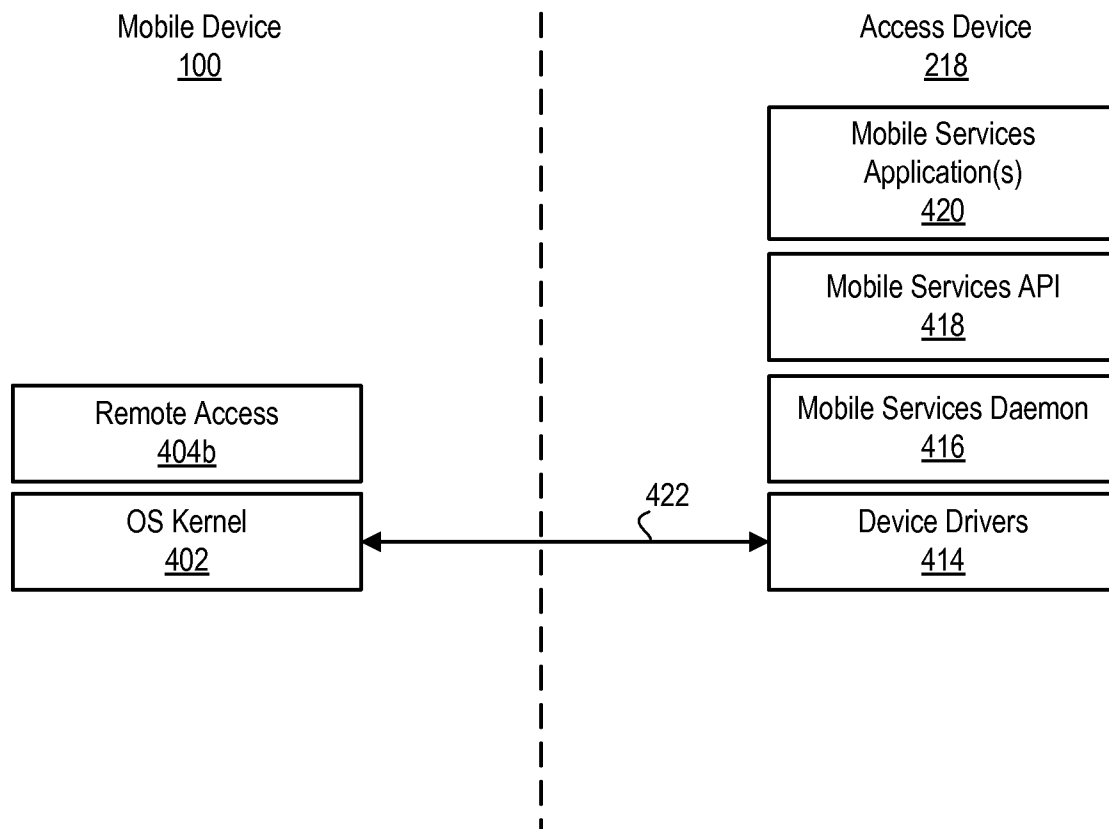 Mobile Device
100
Access Device
218
Mobile Services
Application(s)
420
Mobile Services API
418
Remote Access
404b
Mobile Services Daemon
416
422
OS Kernel
402
Device Drivers
414